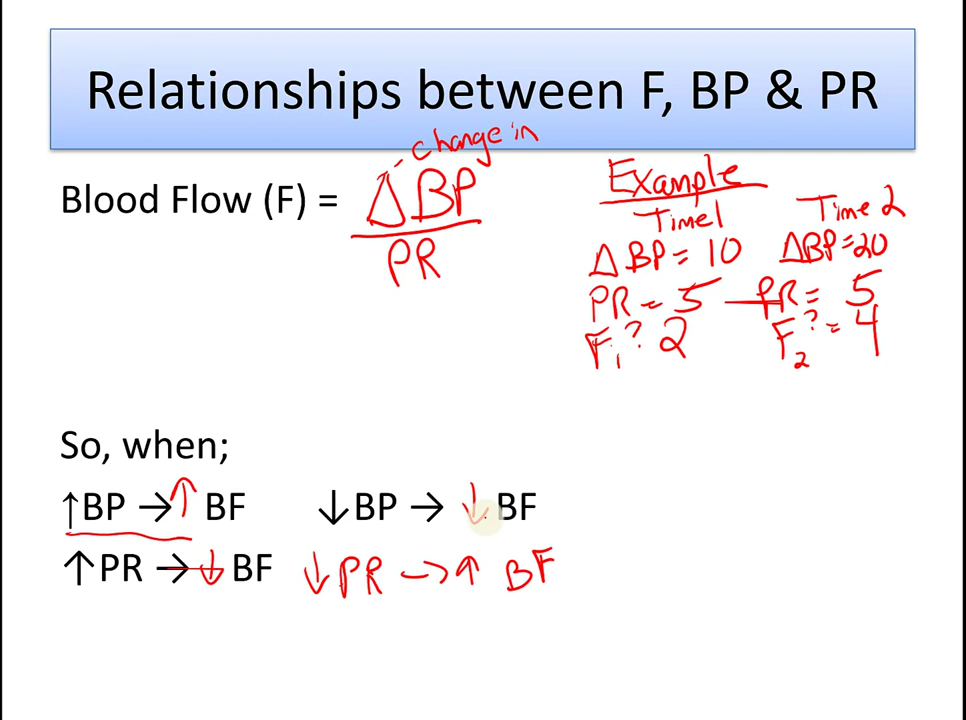 Relationships between F, BP & PR
change in
Blood Flow (F) = ΔBP
PR
Example
Time 1
ΔBP = 10
PR = 5
F₁? 2
Time 2
ΔBP = 20
PR = 5
F₂? = 4
So, when;
↑BP → ↑ BF ↓BP → ↓ BF
↑PR → ↓ BF ↓PR → ↑ BF